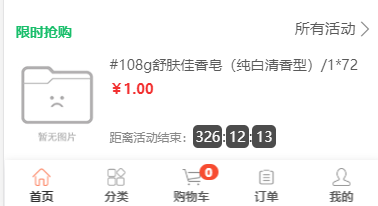 限时抢购 所有活动
#108g舒肤佳香皂（纯白清香型）/1*72
￥1.00
暂无图片
距离活动结束：326:12:13
0
首页 分类 购物车 订单 我的